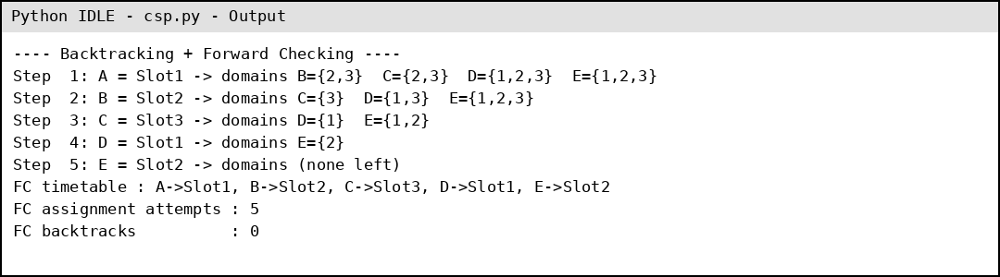 Python IDLE - csp.py - Output
---- Backtracking + Forward Checking ----
Step  1: A = Slot1 -> domains B={2,3}  C={2,3}  D={1,2,3}  E={1,2,3}
Step  2: B = Slot2 -> domains C={3}  D={1,3}  E={1,2,3}
Step  3: C = Slot3 -> domains D={1}  E={1,2}
Step  4: D = Slot1 -> domains E={2}
Step  5: E = Slot2 -> domains (none left)
FC timetable : A->Slot1, B->Slot2, C->Slot3, D->Slot1, E->Slot2
FC assignment attempts : 5
FC backtracks          : 0